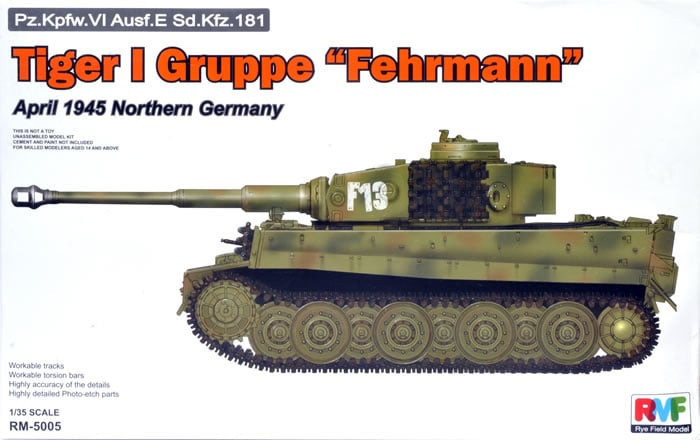 Pz.Kpfw.VI Ausf.E Sd.Kfz.181
Tiger I Gruppe “Fehrmann”
April 1945 Northern Germany
THIS IS NOT A TOY
UNASSEMBLED MODEL KIT
CEMENT AND PAINT NOT INCLUDED
FOR SKILLED MODELERS AGED 14 AND ABOVE
F13
Workable tracks
Workable torsion bars
Highly accuracy of the details
Highly detailed Photo-etch parts
1/35 SCALE
RM-5005
RMF
Rye Field Model